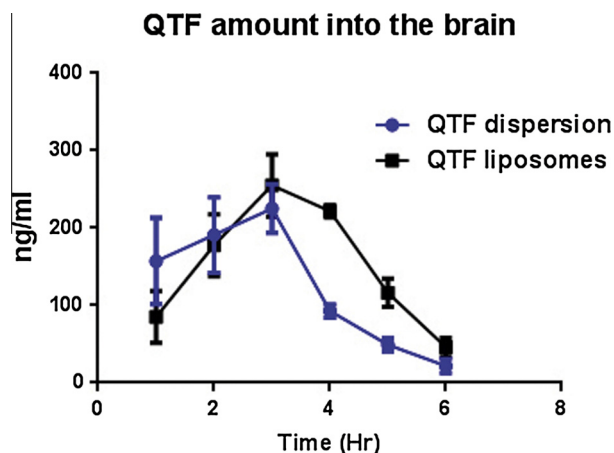 QTF amount into the brain
400
300
200
100
0
ng/ml
QTF dispersion
QTF liposomes
0 2 4 6 8
Time (Hr)